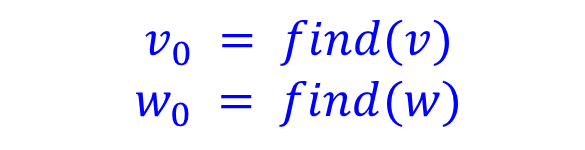 v₀ = find(v)
w₀ = find(w)